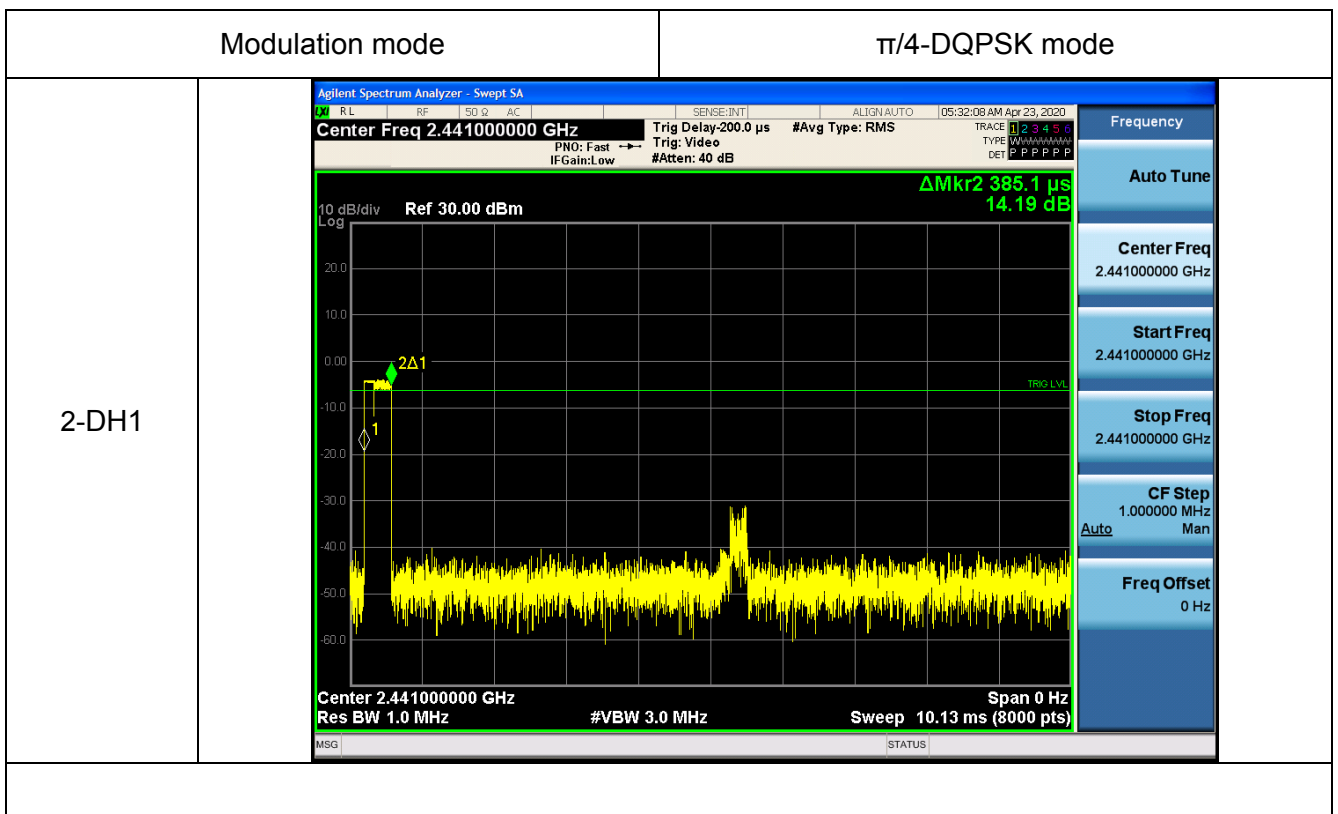 Modulation mode π/4-DQPSK mode
2-DH1
Agilent Spectrum Analyzer - Swept SA
LXI RL RF 50 Ω AC SENSE:INT ALIGN AUTO 05:32:08 AM Apr 23, 2020
Center Freq 2.441000000 GHz Trig Delay-200.0 µs #Avg Type: RMS TRACE 1 2 3 4 5 6
PNO: Fast Trig: Video TYPE WWWWWW
IFGain:Low #Atten: 40 dB DET P P P P P P
ΔMkr2 385.1 µs
10 dB/div Ref 30.00 dBm 14.19 dB
Log
20.0
10.0
0.00
-10.0
-20.0
-30.0
-40.0
-50.0
-60.0
2Δ1
TRIG LVL
1
Center 2.441000000 GHz Span 0 Hz
Res BW 1.0 MHz #VBW 3.0 MHz Sweep 10.13 ms (8000 pts)
MSG STATUS
Frequency
Auto Tune
Center Freq
2.441000000 GHz
Start Freq
2.441000000 GHz
Stop Freq
2.441000000 GHz
CF Step
1.000000 MHz
Auto Man
Freq Offset
0 Hz